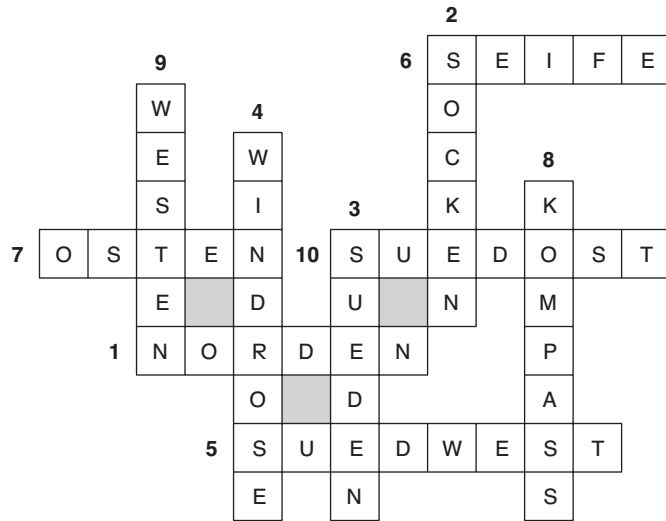 2
9 6 S E I F E
W 4 O
E W C 8
S I 3 K K
7 O S T E N 10 S U E D O S T
E D U N M
1 N O R D E N P
O D A
5 S U E D W E S T
E N S